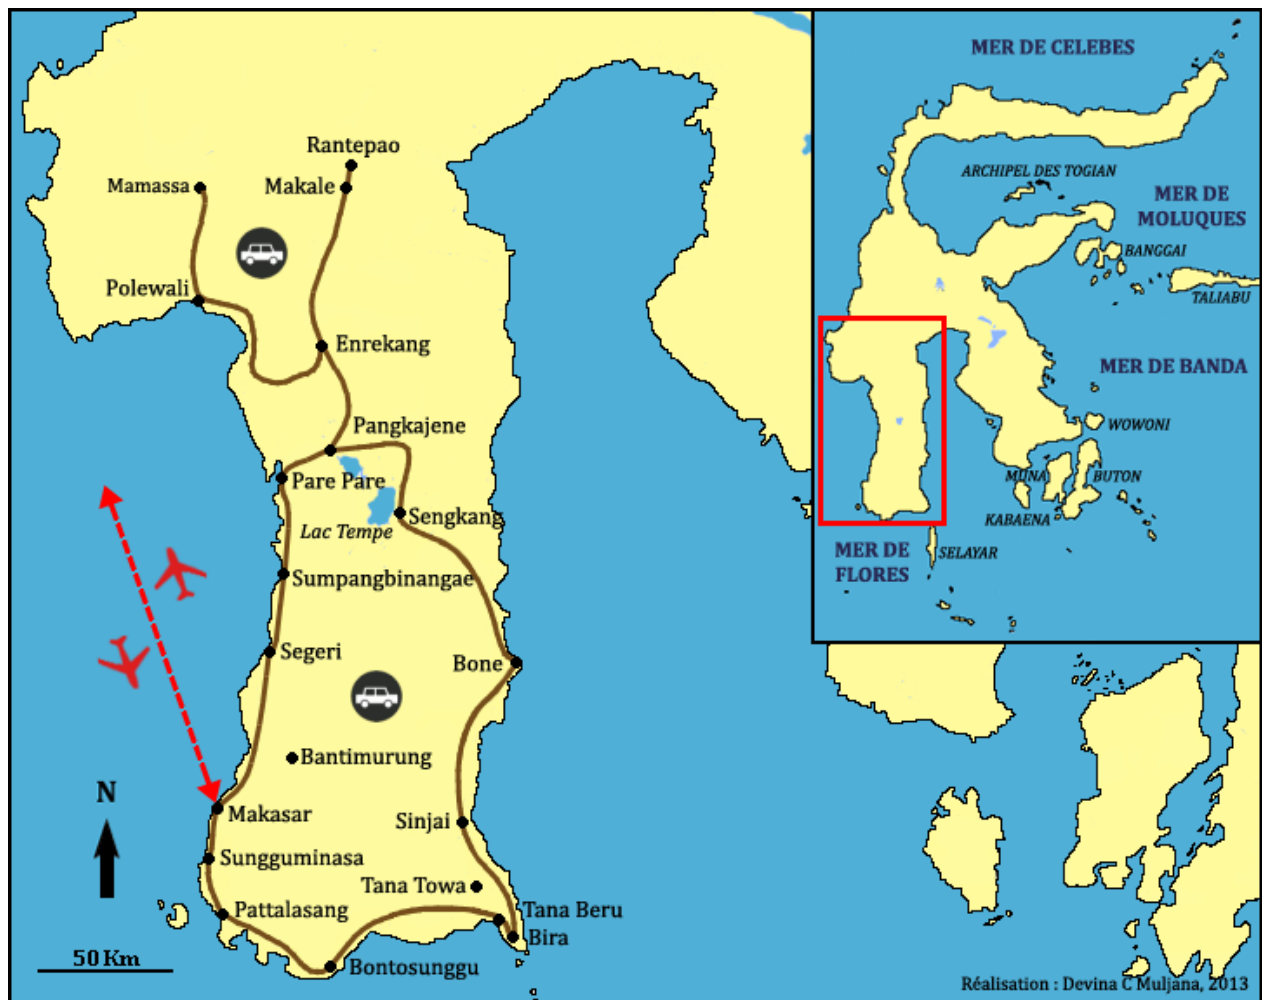 Rantepao
Mamassa
Makale
Polewali
Enrekang
Pangkajene
Pare Pare
Sengkang
Lac Tempe
Sumpangbinangae
Segeri
Bone
Bantimurung
N
Makasar
Sinjai
Sungguminasa
Tana Towa
Pattalasang
Tana Beru
Bira
50 Km
Bontosunggu
MER DE CELEBES
ARCHIPEL DES TOGIAN
MER DE
MOLUQUES
BANGGAI
TALIABU
MER DE BANDA
WOWONI
MUNA
BUTON
KABAENA
MER DE
FLORES
SELAYAR
Réalisation : Devina C Muljana, 2013